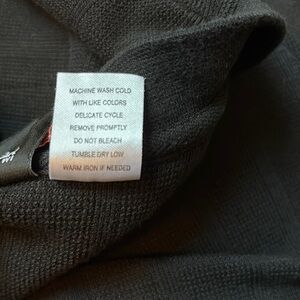 MACHINE WASH COLD
WITH LIKE COLORS
DELICATE CYCLE
REMOVE PROMPTLY
DO NOT BLEACH
TUMBLE DRY LOW
WARM IRON IF NEEDED